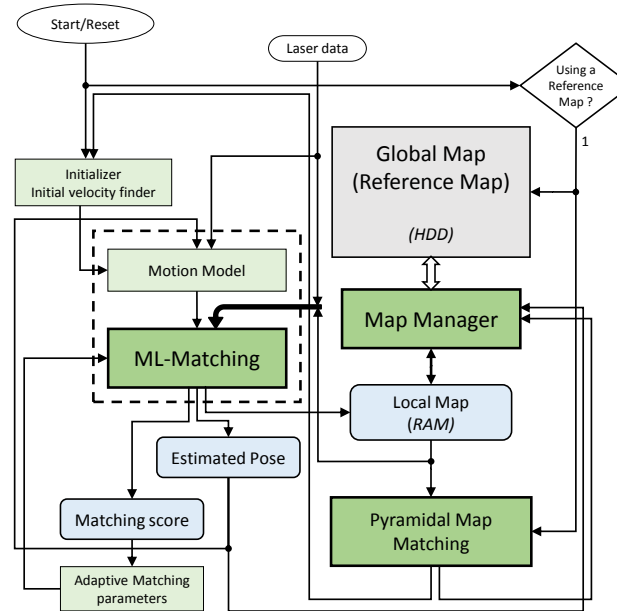 Start/Reset
Laser data
Using a
Reference
Map ?
1
Initializer
Initial velocity finder
Global Map
(Reference Map)
(HDD)
Motion Model
Map Manager
ML-Matching
Local Map
(RAM)
Estimated Pose
Matching score
Pyramidal Map
Matching
Adaptive Matching
parameters